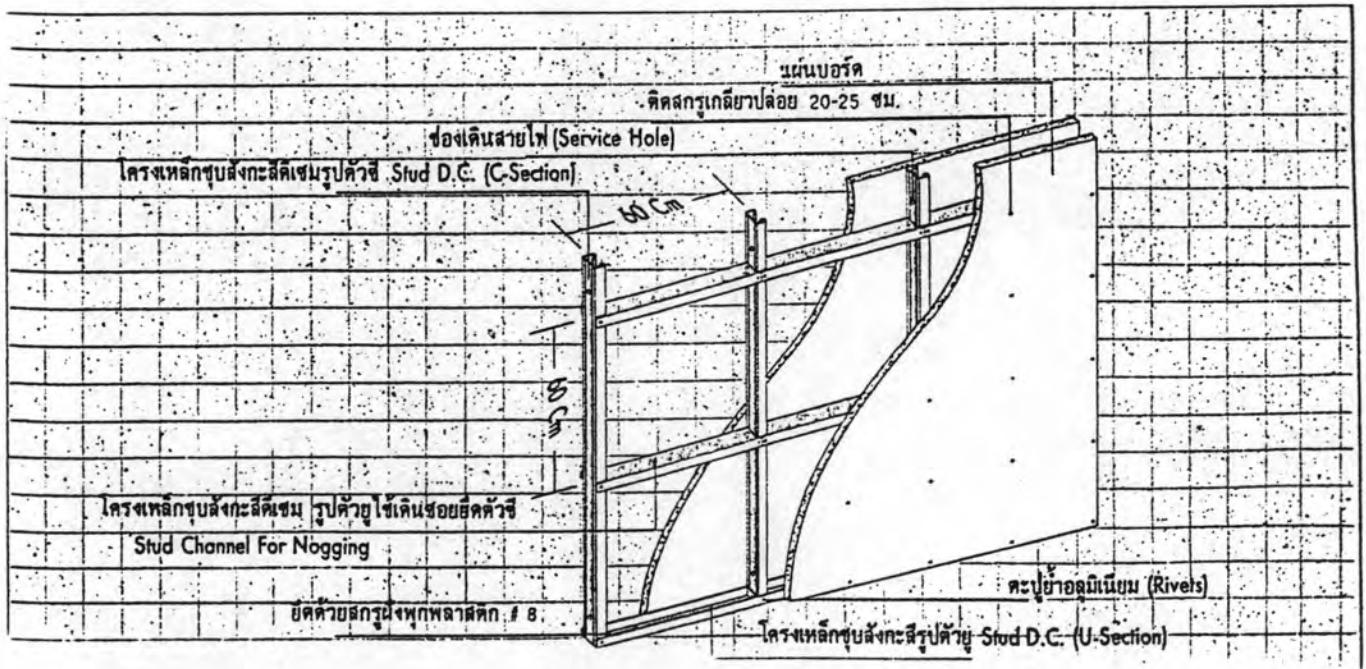 แผ่นบอร์ด
ติดสกรูเกลียวปล่อย 20-25 ซม.
ช่องเดินสายไฟ (Service Hole)
โครงเหล็กชุบสังกะสีดีเซมรูปตัวซี Stud D.C. (C-Section)
60 Cm
โครงเหล็กชุบสังกะสีดีเซม รูปตัวยูใช้เดินซอยยึดตัวซี
Stud Channel For Nogging
ตะปูย้ำอลูมิเนียม (Rivets)
ยึดด้วยสกรูฝังพุกพลาสติก # 8
โครงเหล็กชุบสังกะสีรูปตัวยู Stud D.C. (U-Section)